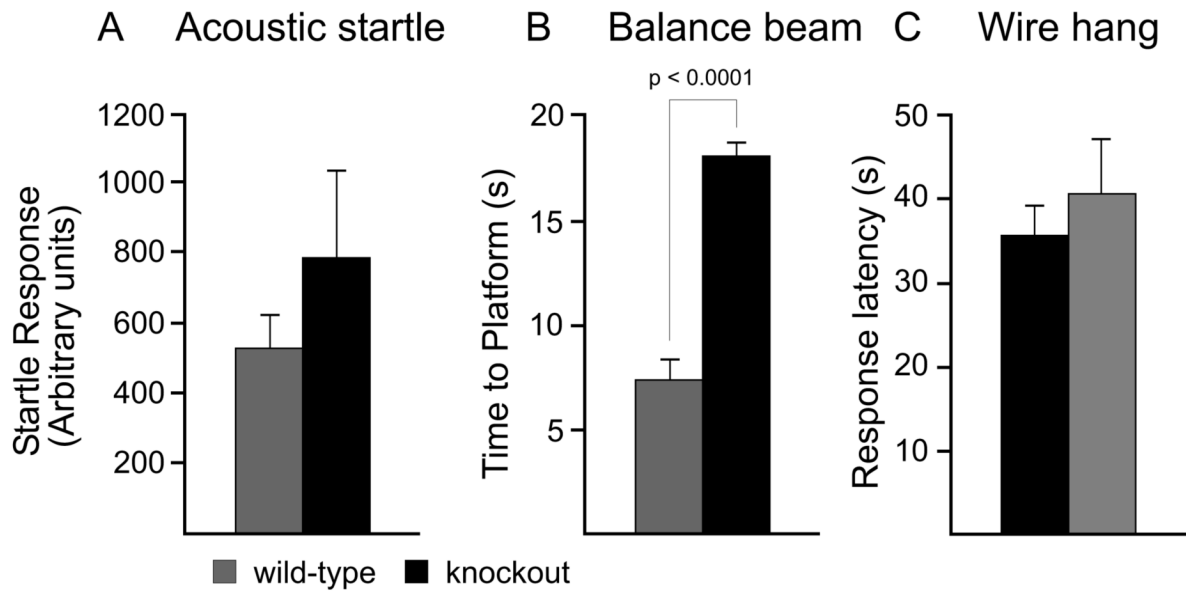 A Acoustic startle
Startle Response
(Arbitrary units)
1200
1000
800
600
400
200
B Balance beam
p < 0.0001
Time to Platform (s)
20
15
10
5
C Wire hang
Response latency (s)
50
40
30
20
10
wild-type knockout